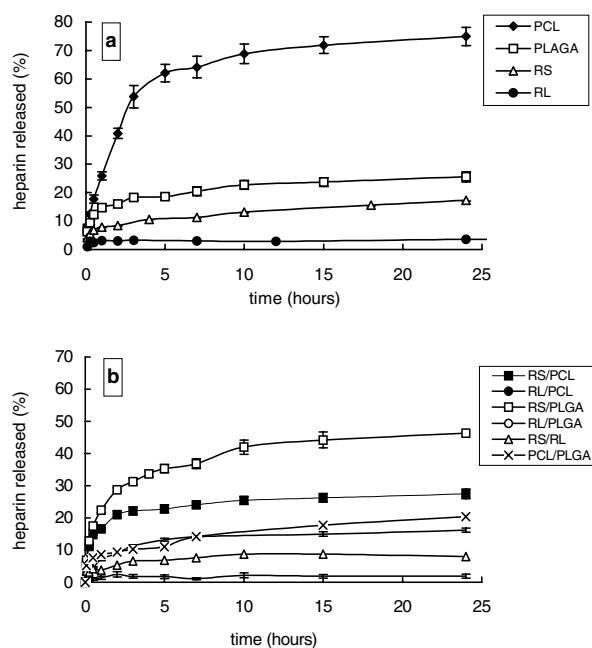 a
heparin released (%)
80
70
60
50
40
30
20
10
0
0 5 10 15 20 25
time (hours)
PCL
PLAGA
RS
RL
b
heparin released (%)
70
60
50
40
30
20
10
0
0 5 10 15 20 25
time (hours)
RS/PCL
RL/PCL
RS/PLGA
RL/PLGA
RS/RL
PCL/PLGA